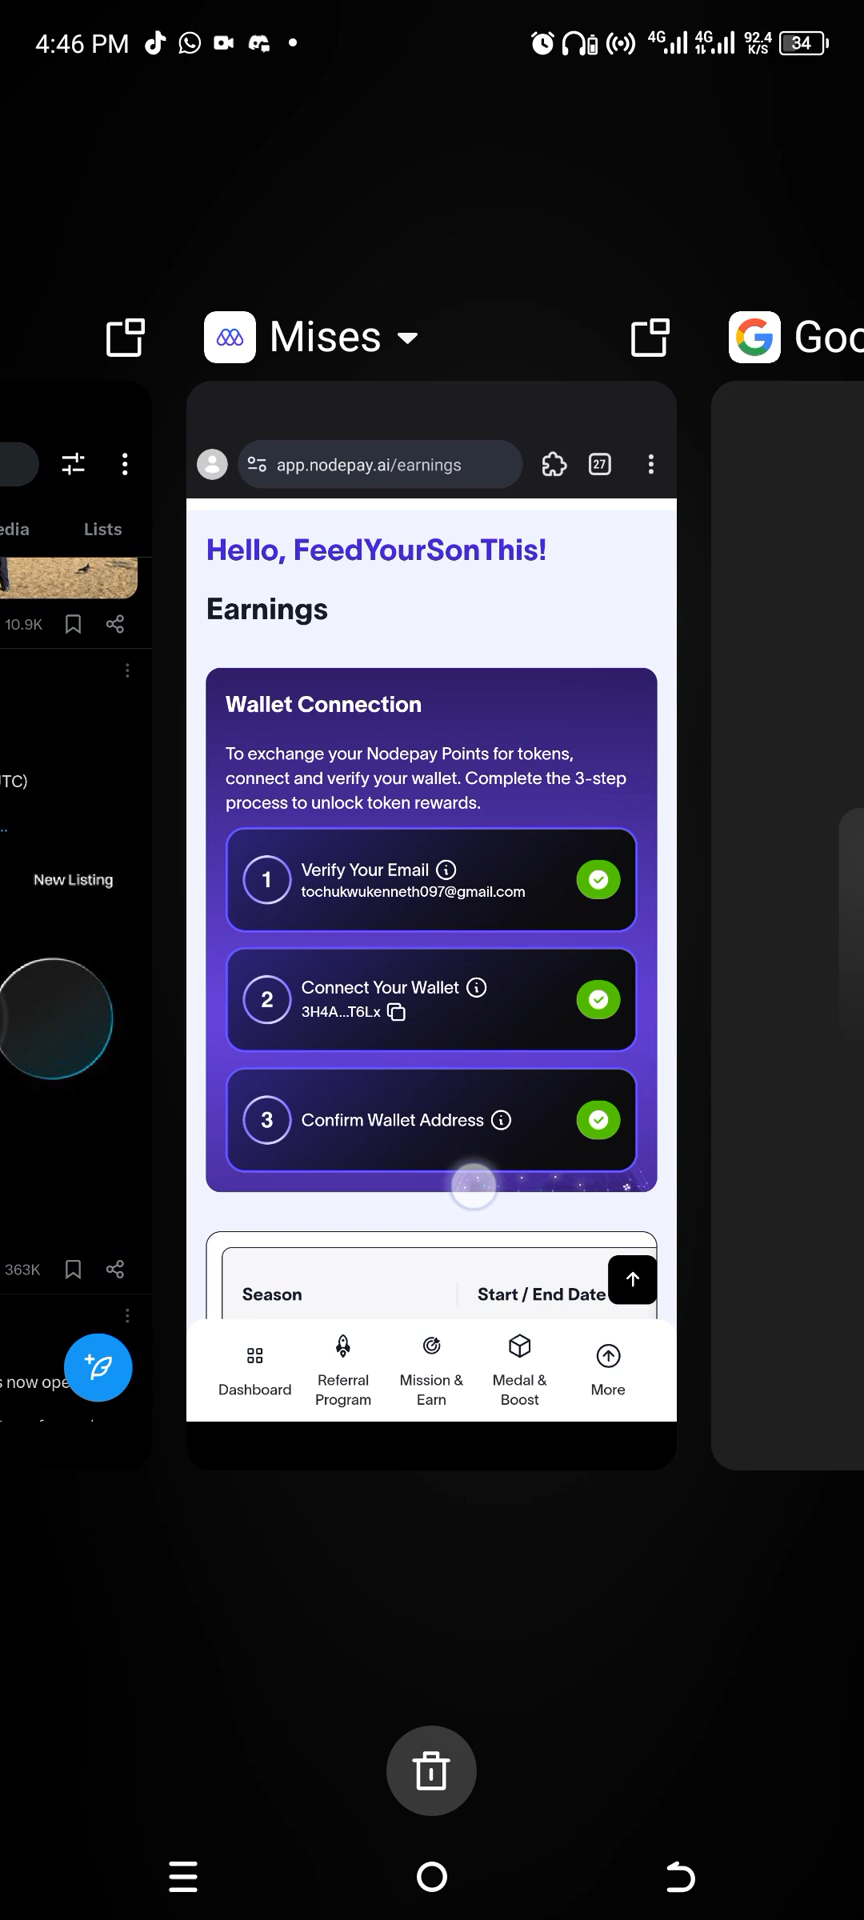 4:46 PM
4G 4G 92.4 K/S 34
Mises
Goo
app.nodepay.ai/earnings
27
edia
Lists
10.9K
TC)
..
New Listing
363K
s now ope
Hello, FeedYourSonThis!
Earnings
Wallet Connection
To exchange your Nodepay Points for tokens,
connect and verify your wallet. Complete the 3-step
process to unlock token rewards.
1
Verify Your Email
tochukwukenneth097@gmail.com
2
Connect Your Wallet
3H4A...T6Lx
3
Confirm Wallet Address
Season
Start / End Date
Dashboard
Referral
Program
Mission &
Earn
Medal &
Boost
More